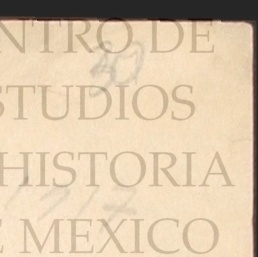 NTRO DE
STUDIOS
HISTORIA
E MEXICO